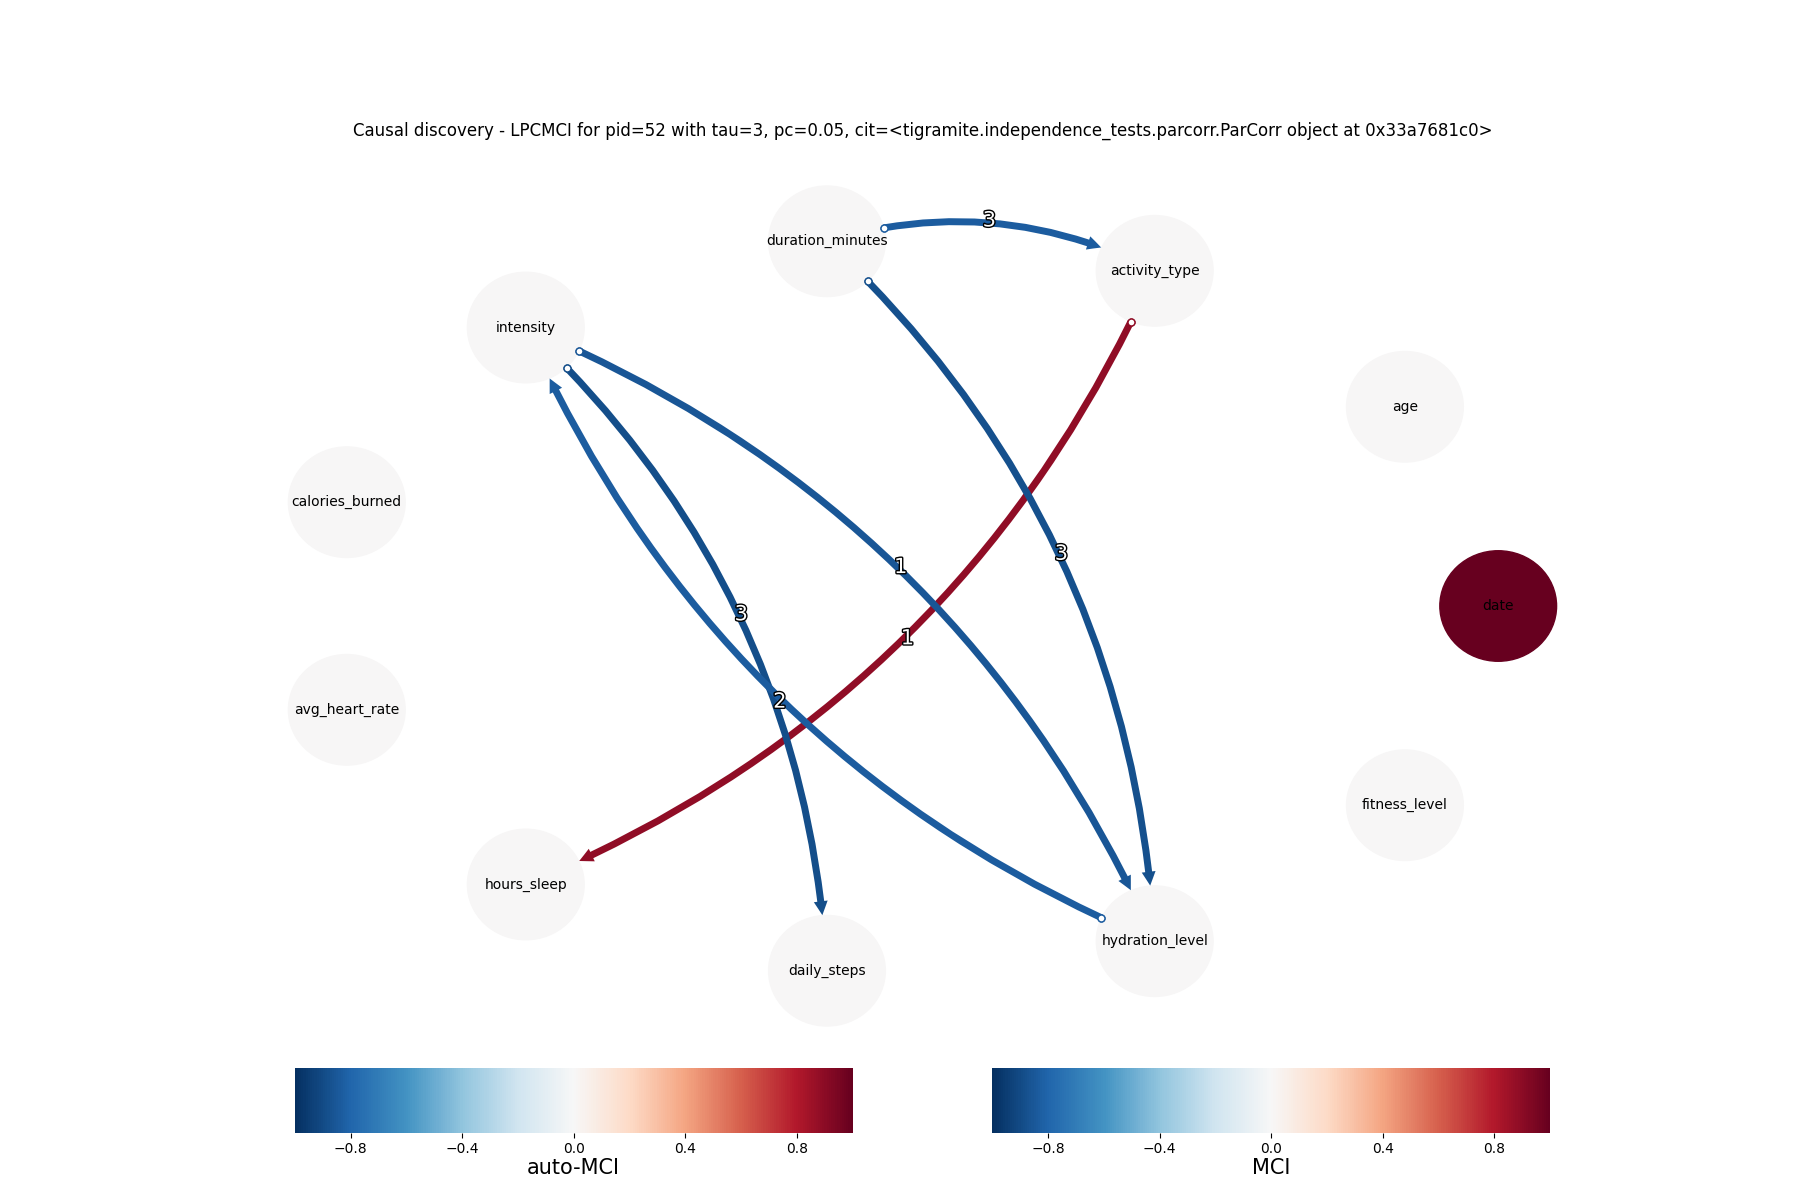 Causal discovery - LPCMCI for pid=52 with tau=3, pc=0.05, cit=<tigramite.independence_tests.parcorr.ParCorr object at 0x33a7681c0>
3
duration_minutes
activity_type
intensity
age
calories_burned
3
1
date
3
1
2
avg_heart_rate
fitness_level
hours_sleep
hydration_level
daily_steps
−0.8 −0.4 0.0 0.4 0.8
auto-MCI
−0.8 −0.4 0.0 0.4 0.8
MCI